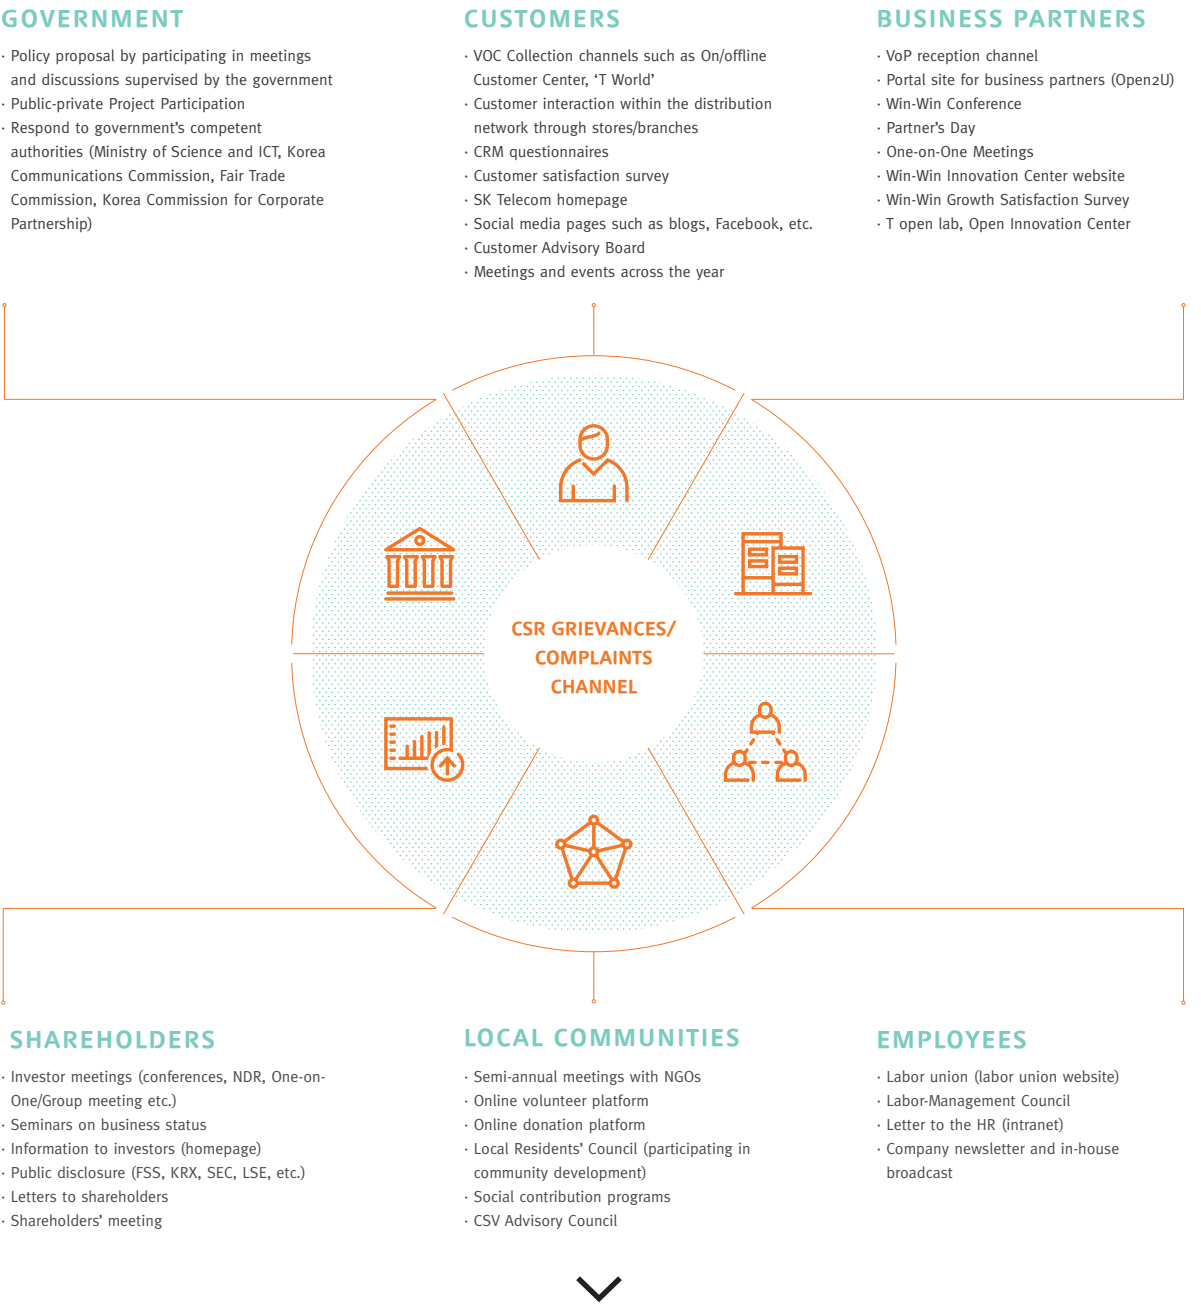 GOVERNMENT
· Policy proposal by participating in meetings
and discussions supervised by the government
· Public-private Project Participation
· Respond to government’s competent
authorities (Ministry of Science and ICT, Korea
Communications Commission, Fair Trade
Commission, Korea Commission for Corporate
Partnership)
CUSTOMERS
· VOC Collection channels such as On/offline
Customer Center, ‘T World’
· Customer interaction within the distribution
network through stores/branches
· CRM questionnaires
· Customer satisfaction survey
· SK Telecom homepage
· Social media pages such as blogs, Facebook, etc.
· Customer Advisory Board
· Meetings and events across the year
BUSINESS PARTNERS
· VoP reception channel
· Portal site for business partners (Open2U)
· Win-Win Conference
· Partner’s Day
· One-on-One Meetings
· Win-Win Innovation Center website
· Win-Win Growth Satisfaction Survey
· T open lab, Open Innovation Center
CSR GRIEVANCES/
COMPLAINTS
CHANNEL
SHAREHOLDERS
· Investor meetings (conferences, NDR, One-on-
One/Group meeting etc.)
· Seminars on business status
· Information to investors (homepage)
· Public disclosure (FSS, KRX, SEC, LSE, etc.)
· Letters to shareholders
· Shareholders’ meeting
LOCAL COMMUNITIES
· Semi-annual meetings with NGOs
· Online volunteer platform
· Online donation platform
· Local Residents’ Council (participating in
community development)
· Social contribution programs
· CSV Advisory Council
EMPLOYEES
· Labor union (labor union website)
· Labor-Management Council
· Letter to the HR (intranet)
· Company newsletter and in-house
broadcast